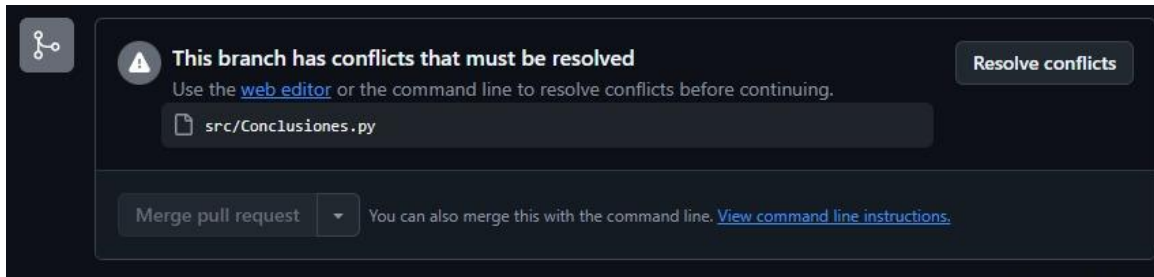 This branch has conflicts that must be resolved
Resolve conflicts
Use the web editor or the command line to resolve conflicts before continuing.
src/Conclusiones.py
Merge pull request
You can also merge this with the command line. View command line instructions.